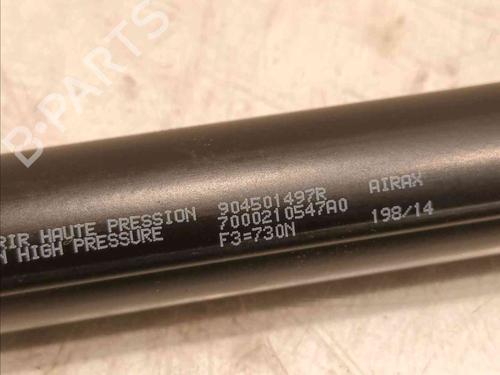 B-PARTS
RIR HAUTE PRESSION 904501497R AIRAX
N HIGH PRESSURE 7000210547A0 198/14
F3=730N